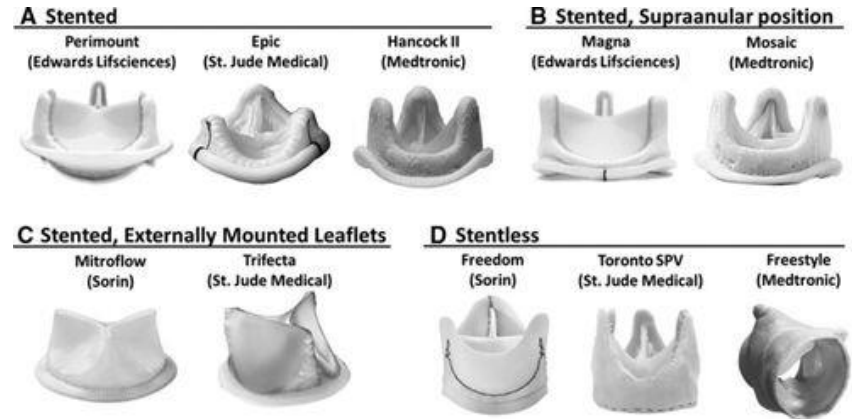 A Stented
Perimount
(Edwards Lifsciences)
Epic
(St. Jude Medical)
Hancock II
(Medtronic)
B Stented, Supraanular position
Magna
(Edwards Lifsciences)
Mosaic
(Medtronic)
C Stented, Externally Mounted Leaflets
Mitroflow
(Sorin)
Trifecta
(St. Jude Medical)
D Stentless
Freedom
(Sorin)
Toronto SPV
(St. Jude Medical)
Freestyle
(Medtronic)